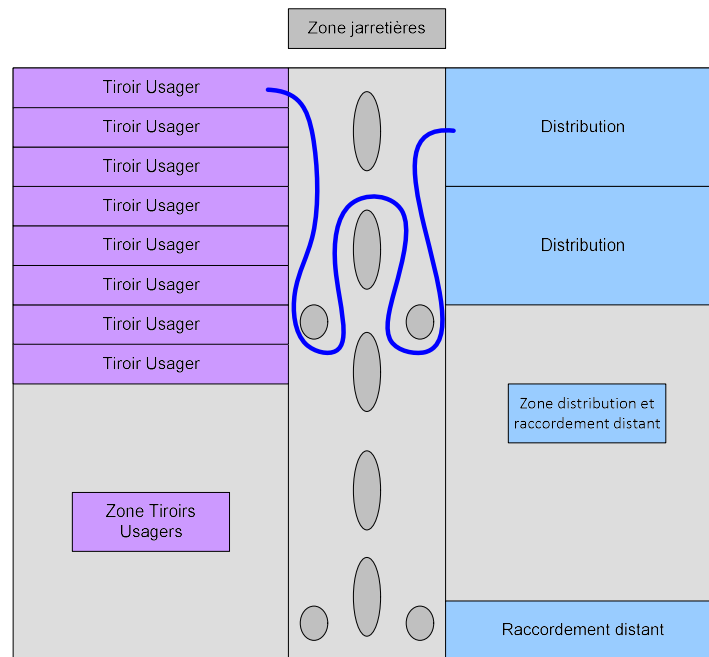 Zone jarretières
Tiroir Usager
Tiroir Usager
Tiroir Usager
Tiroir Usager
Tiroir Usager
Tiroir Usager
Tiroir Usager
Tiroir Usager
Zone Tiroirs
Usagers
Distribution
Distribution
Zone distribution et
raccordement distant
Raccordement distant